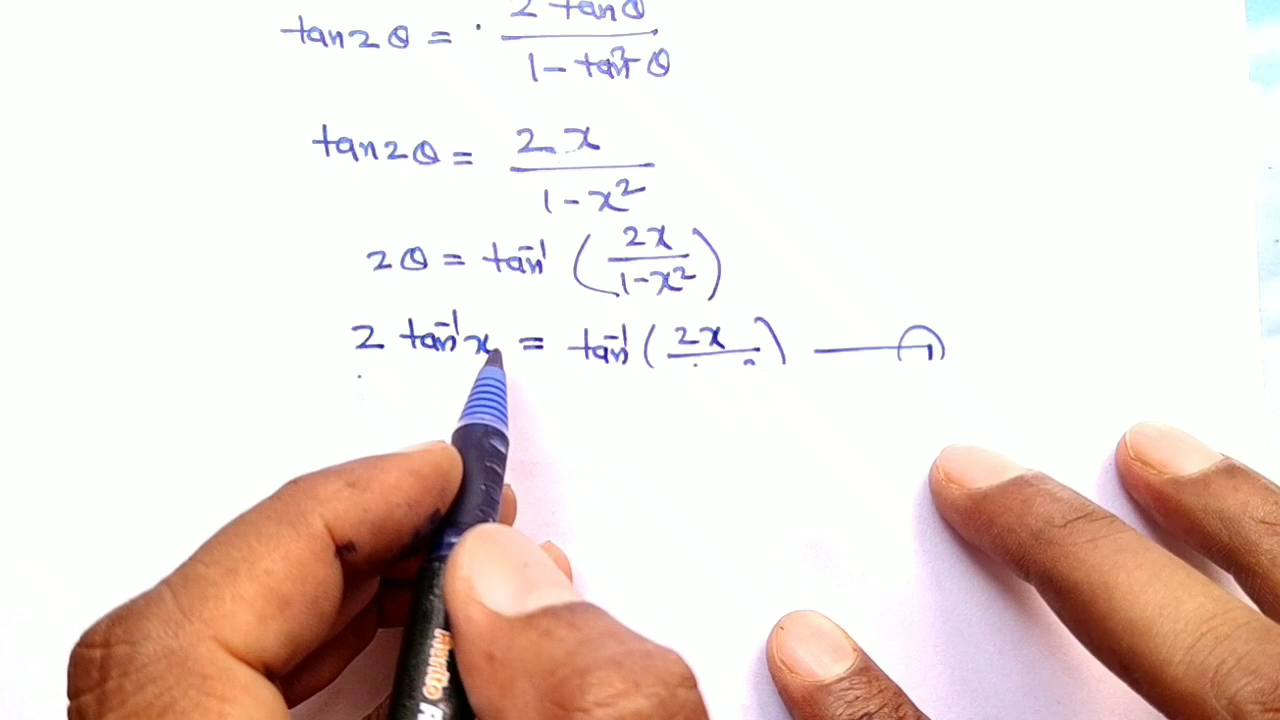 tan2θ = 2 tanθ / 1 - tan²θ
tan2θ = 2x / 1 - x²
2θ = tan⁻¹ (2x / 1-x²)
2 tan⁻¹x = tan⁻¹ (2x / ) — 1